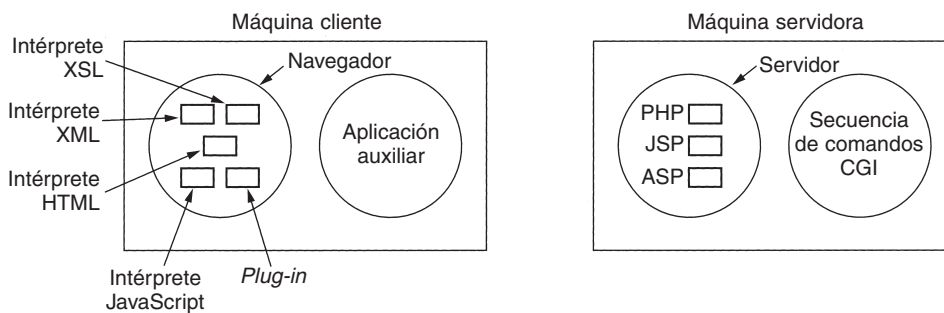 Máquina cliente
Intérprete
XSL
Navegador
Intérprete
XML
Aplicación
auxiliar
Intérprete
HTML
Intérprete
JavaScript
Plug-in
Máquina servidora
Servidor
PHP
JSP
ASP
Secuencia
de comandos
CGI